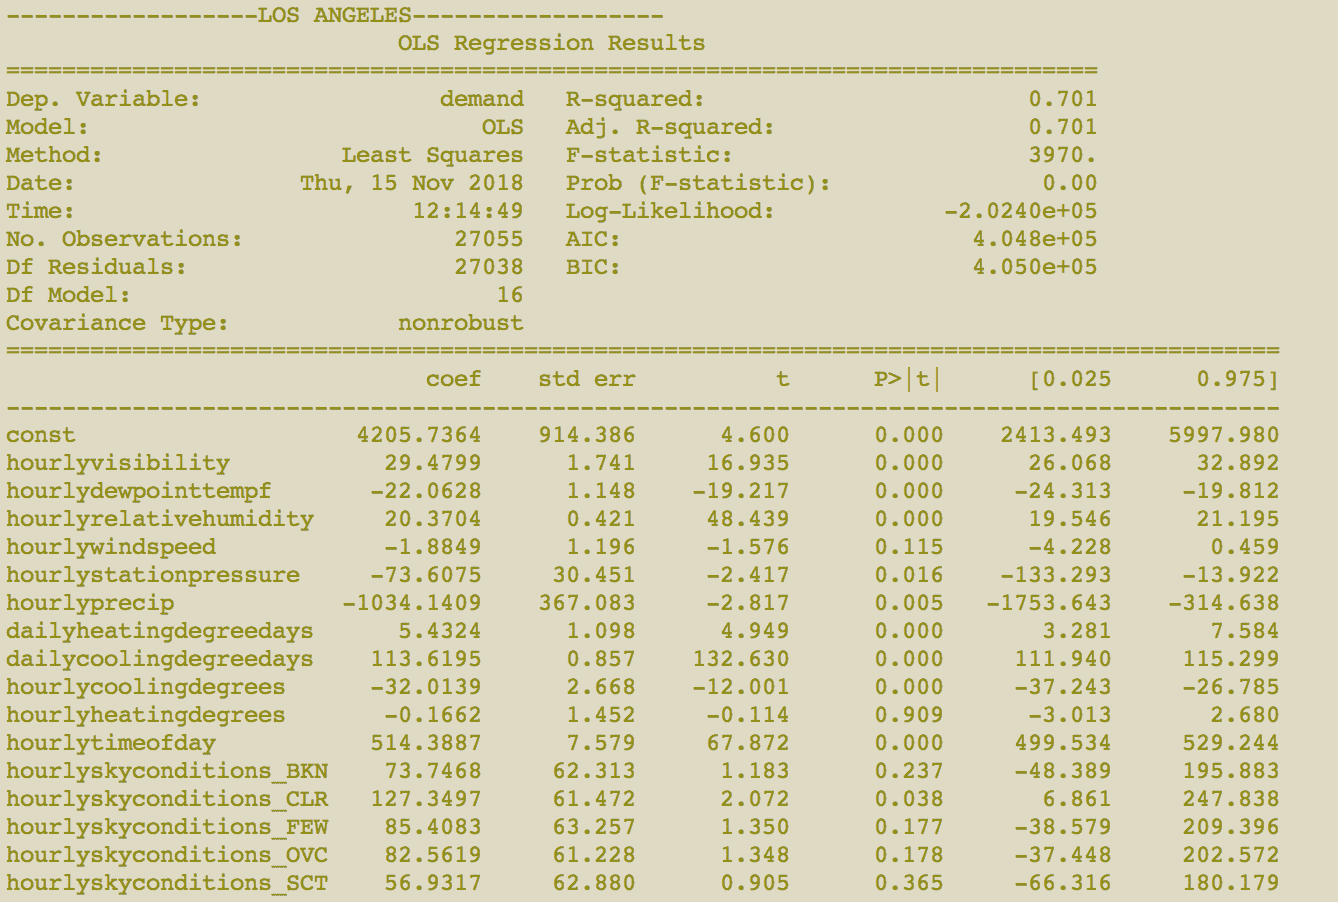 ------------------LOS ANGELES------------------
OLS Regression Results
==============================================================================
Dep. Variable: demand R-squared: 0.701
Model: OLS Adj. R-squared: 0.701
Method: Least Squares F-statistic: 3970.
Date: Thu, 15 Nov 2018 Prob (F-statistic): 0.00
Time: 12:14:49 Log-Likelihood: -2.0240e+05
No. Observations: 27055 AIC: 4.048e+05
Df Residuals: 27038 BIC: 4.050e+05
Df Model: 16
Covariance Type: nonrobust
===========================================================================================
coef std err t P>|t| [0.025 0.975]
-------------------------------------------------------------------------------------------
const 4205.7364 914.386 4.600 0.000 2413.493 5997.980
hourlyvisibility 29.4799 1.741 16.935 0.000 26.068 32.892
hourlydewpointtempf -22.0628 1.148 -19.217 0.000 -24.313 -19.812
hourlyrelativehumidity 20.3704 0.421 48.439 0.000 19.546 21.195
hourlywindspeed -1.8849 1.196 -1.576 0.115 -4.228 0.459
hourlystationpressure -73.6075 30.451 -2.417 0.016 -133.293 -13.922
hourlyprecip -1034.1409 367.083 -2.817 0.005 -1753.643 -314.638
dailyheatingdegreedays 5.4324 1.098 4.949 0.000 3.281 7.584
dailycoolingdegreedays 113.6195 0.857 132.630 0.000 111.940 115.299
hourlycoolingdegrees -32.0139 2.668 -12.001 0.000 -37.243 -26.785
hourlyheatingdegrees -0.1662 1.452 -0.114 0.909 -3.013 2.680
hourlytimeofday 514.3887 7.579 67.872 0.000 499.534 529.244
hourlyskyconditions_BKN 73.7468 62.313 1.183 0.237 -48.389 195.883
hourlyskyconditions_CLR 127.3497 61.472 2.072 0.038 6.861 247.838
hourlyskyconditions_FEW 85.4083 63.257 1.350 0.177 -38.579 209.396
hourlyskyconditions_OVC 82.5619 61.228 1.348 0.178 -37.448 202.572
hourlyskyconditions_SCT 56.9317 62.880 0.905 0.365 -66.316 180.179